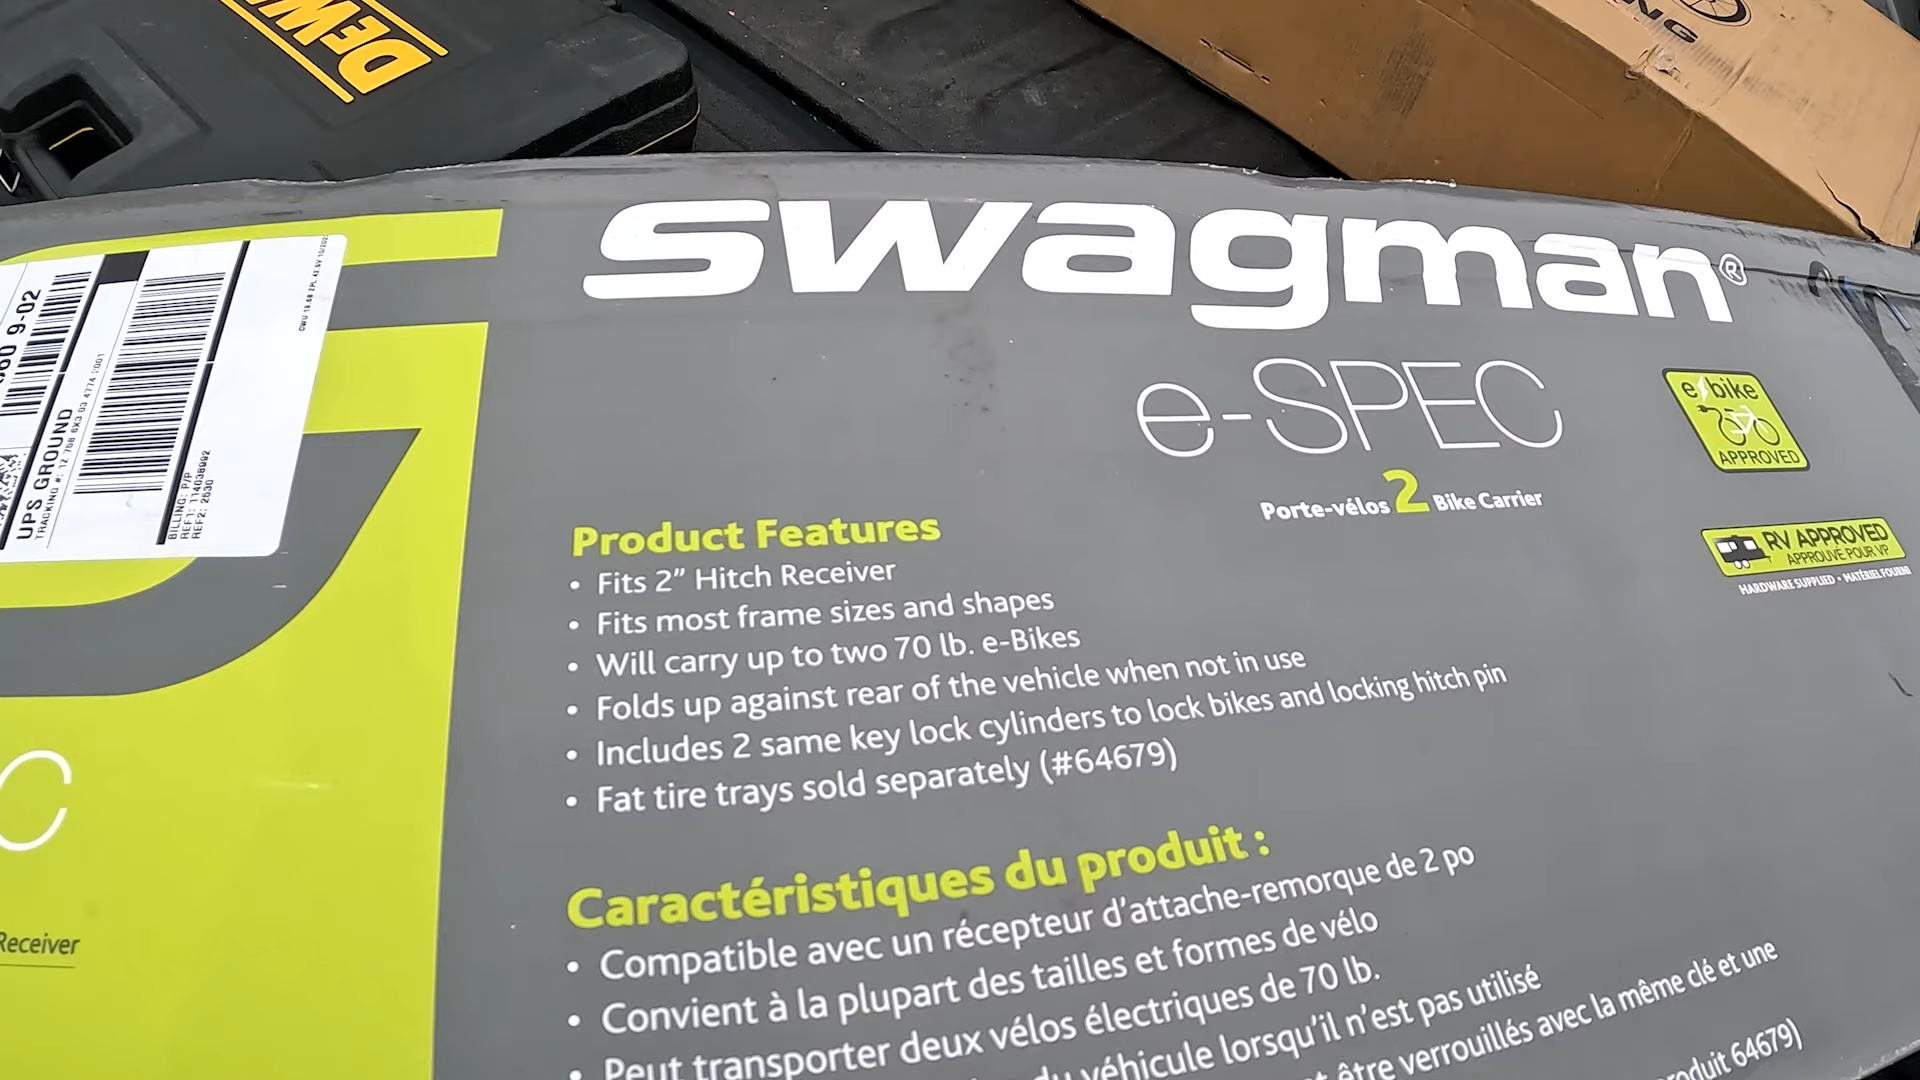 DEW
NG
swagman®
e-SPEC
Porte-vélos 2 Bike Carrier
e bike
APPROVED
RV APPROVED
APPROUVÉ POUR VP
HARDWARE SUPPLIED • MATÉRIEL FOURNI
9-02
UPS GROUND
BILLING: P/P
REF2: 2630
Product Features
• Fits 2” Hitch Receiver
• Fits most frame sizes and shapes
• Will carry up to two 70 lb. e-Bikes
• Folds up against rear of the vehicle when not in use
• Includes 2 same key lock cylinders to lock bikes and locking hitch pin
• Fat tire trays sold separately (#64679)
Caractéristiques du produit :
• Compatible avec un récepteur d’attache-remorque de 2 po
• Convient à la plupart des tailles et formes de vélo
• Peut transporter deux vélos électriques de 70 lb.
du véhicule lorsqu’il n’est pas utilisé
être verrouillés avec la même clé et une
produit 64679)
C
Receiver